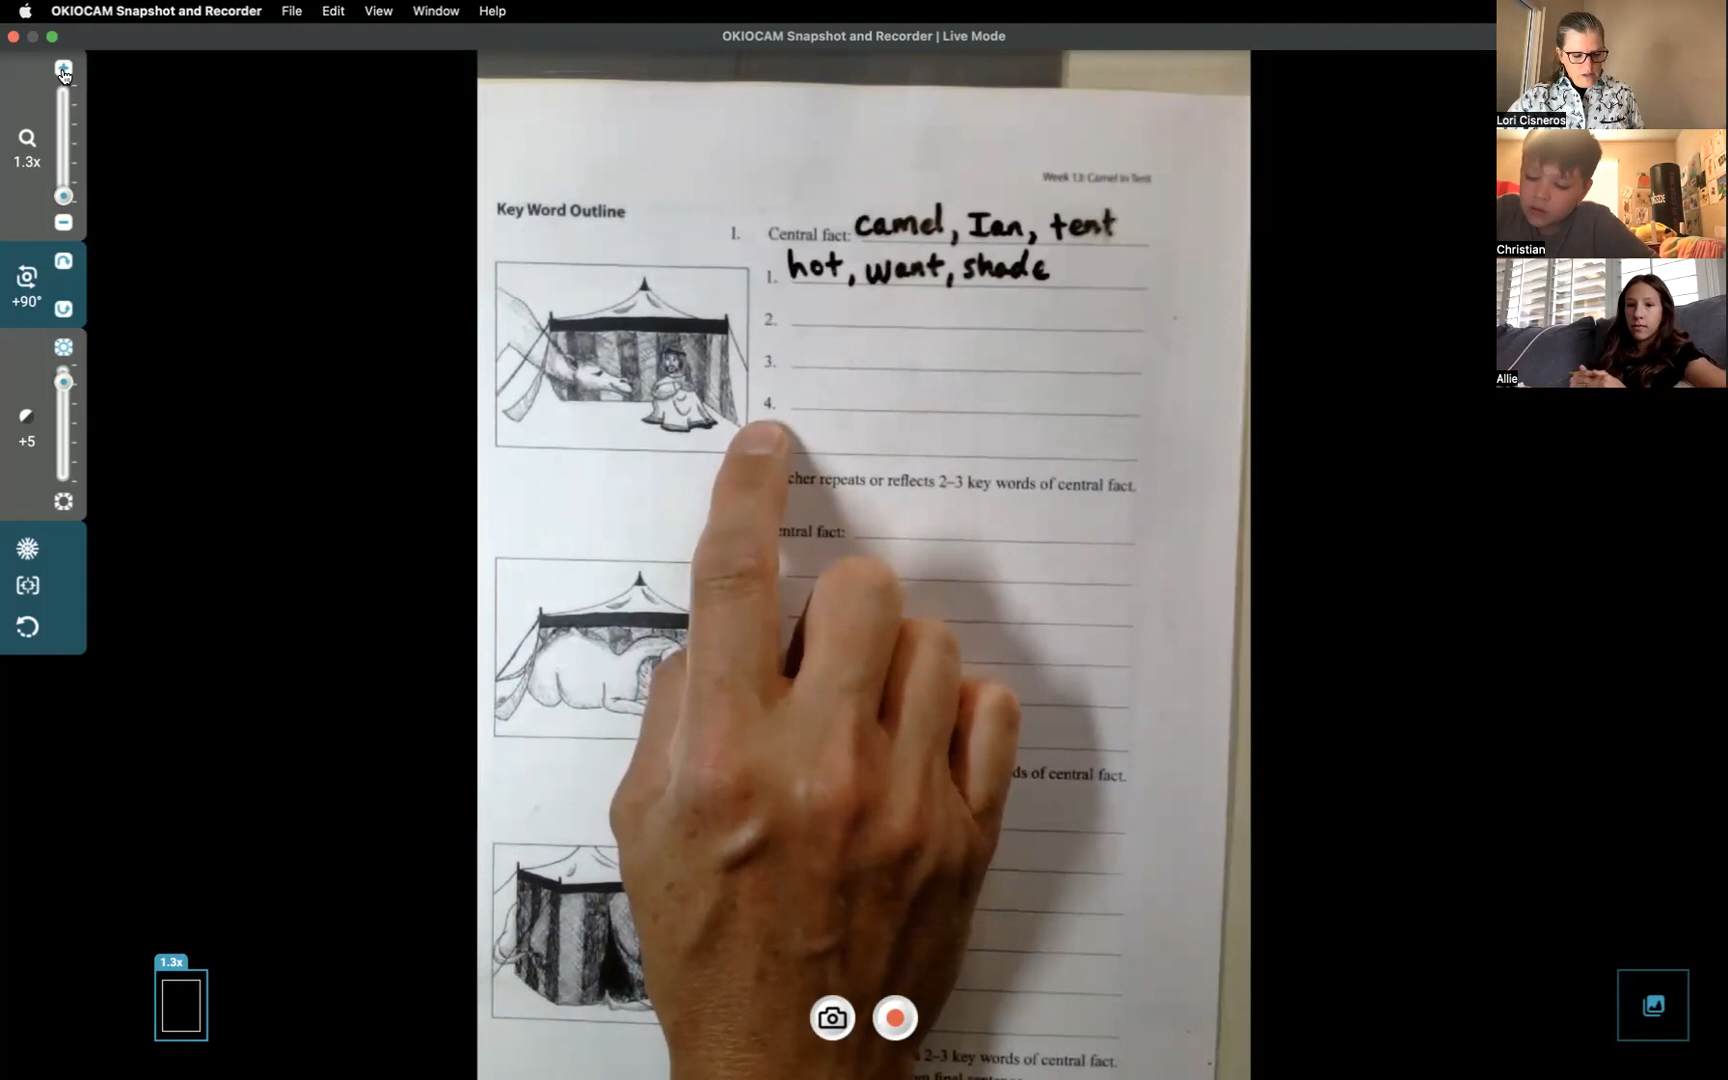 OKIOCAM Snapshot and Recorder File Edit View Window Help
OKIOCAM Snapshot and Recorder | Live Mode
1.3x
+90°
+5
1.3x
Week 13: Camel in Tent
Key Word Outline
I. Central fact: camel, Ian, tent
1. hot, want, shade
2.
3.
4.
repeats or reflects 2–3 key words of central fact.
fact:
of central fact.
2–3 key words of central fact.
Lori Cisneros
Christian
Allie